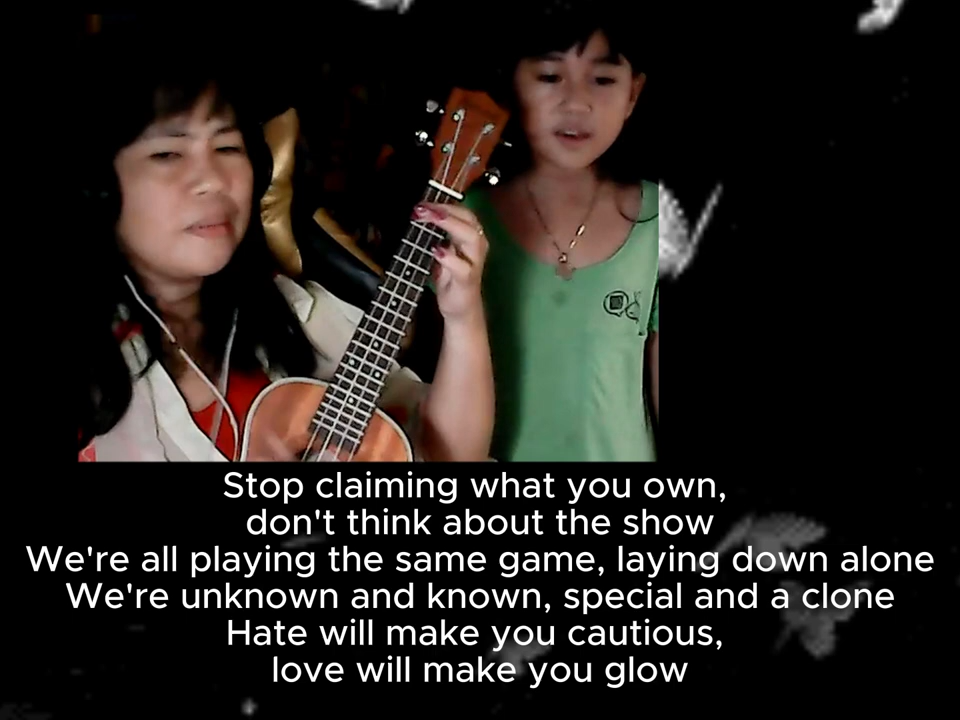 Stop claiming what you own,
don't think about the show
We're all playing the same game, laying down alone
We're unknown and known, special and a clone
Hate will make you cautious,
love will make you glow